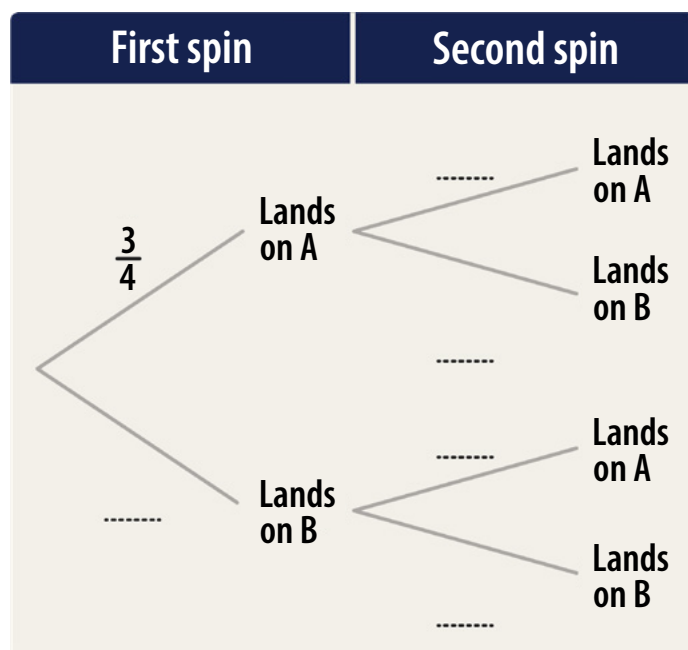 First spin
Second spin
3
4
Lands
on A
Lands
on B
Lands
on A
Lands
on B
Lands
on A
Lands
on B